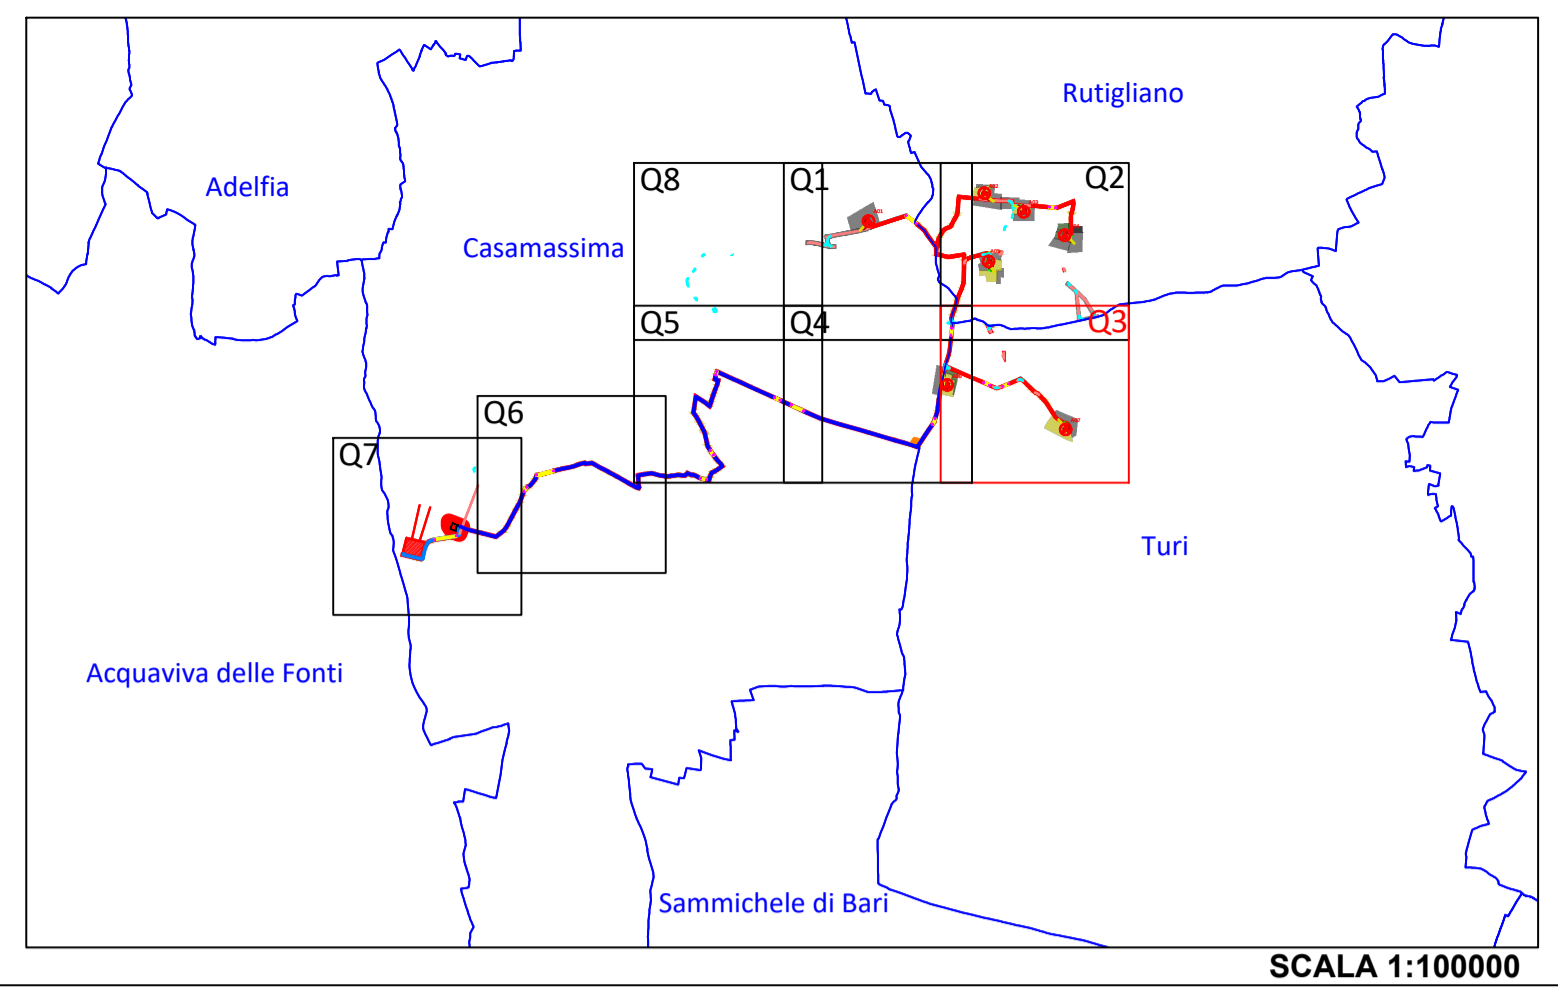 Rutigliano
Adelfia
Q8
Q1
Q2
Casamassima
Q5
Q4
Q3
Q6
Q7
Turi
Acquaviva delle Fonti
Sammichele di Bari
SCALA 1:100000